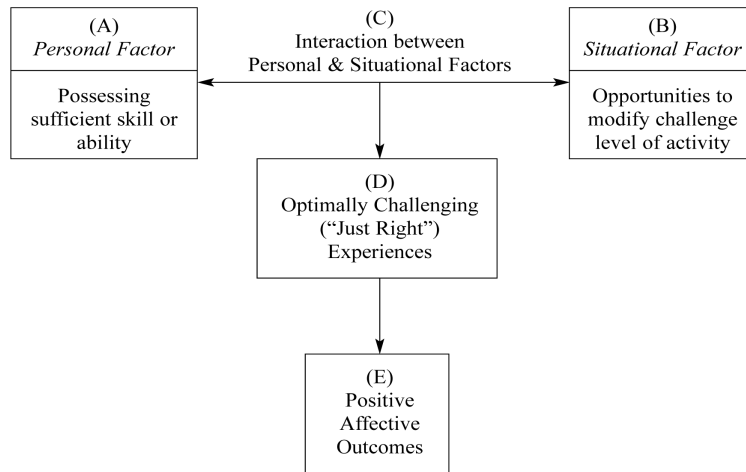 (A)
Personal Factor
Possessing
sufficient skill or
ability
(C)
Interaction between
Personal & Situational Factors
(B)
Situational Factor
Opportunities to
modify challenge
level of activity
(D)
Optimally Challenging
(“Just Right”)
Experiences
(E)
Positive
Affective
Outcomes